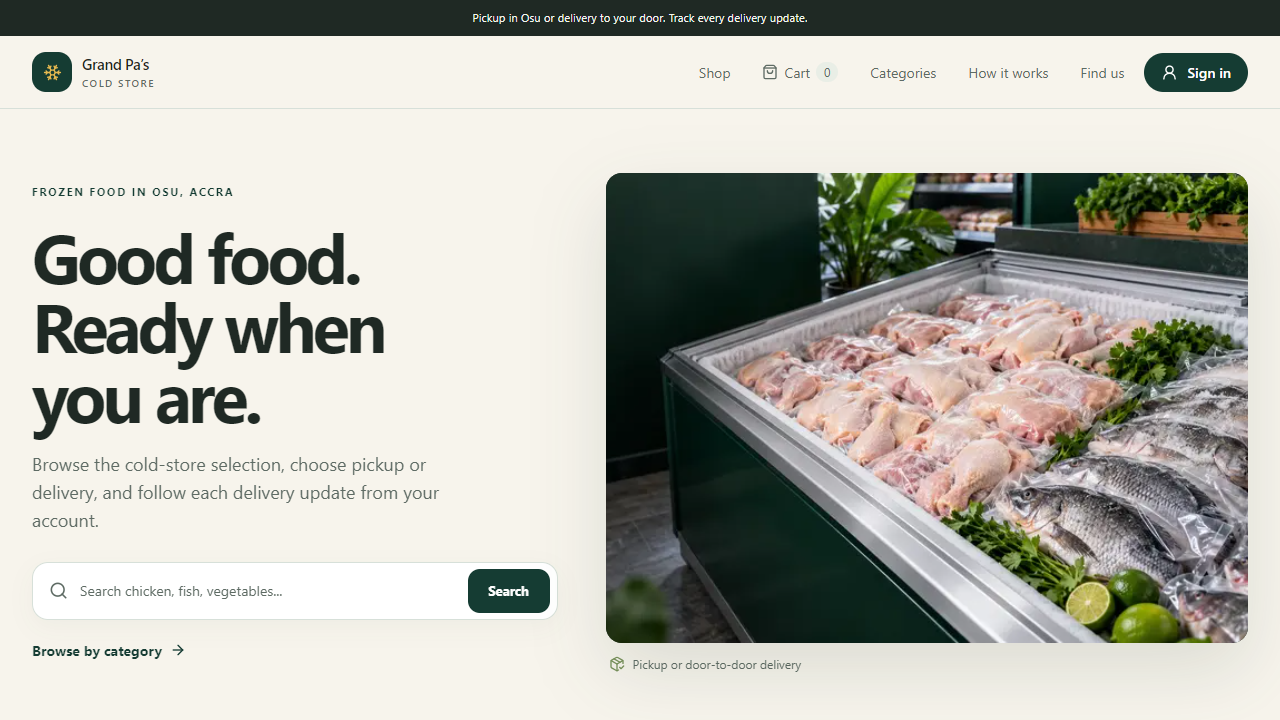 Pickup in Osu or delivery to your door. Track every delivery update.
Grand Pa's
COLD STORE
Shop
Cart 0
Categories
How it works
Find us
Sign in
FROZEN FOOD IN OSU, ACCRA
Good food.
Ready when
you are.
Browse the cold-store selection, choose pickup or
delivery, and follow each delivery update from your
account.
Search chicken, fish, vegetables...
Search
Browse by category
Pickup or door-to-door delivery